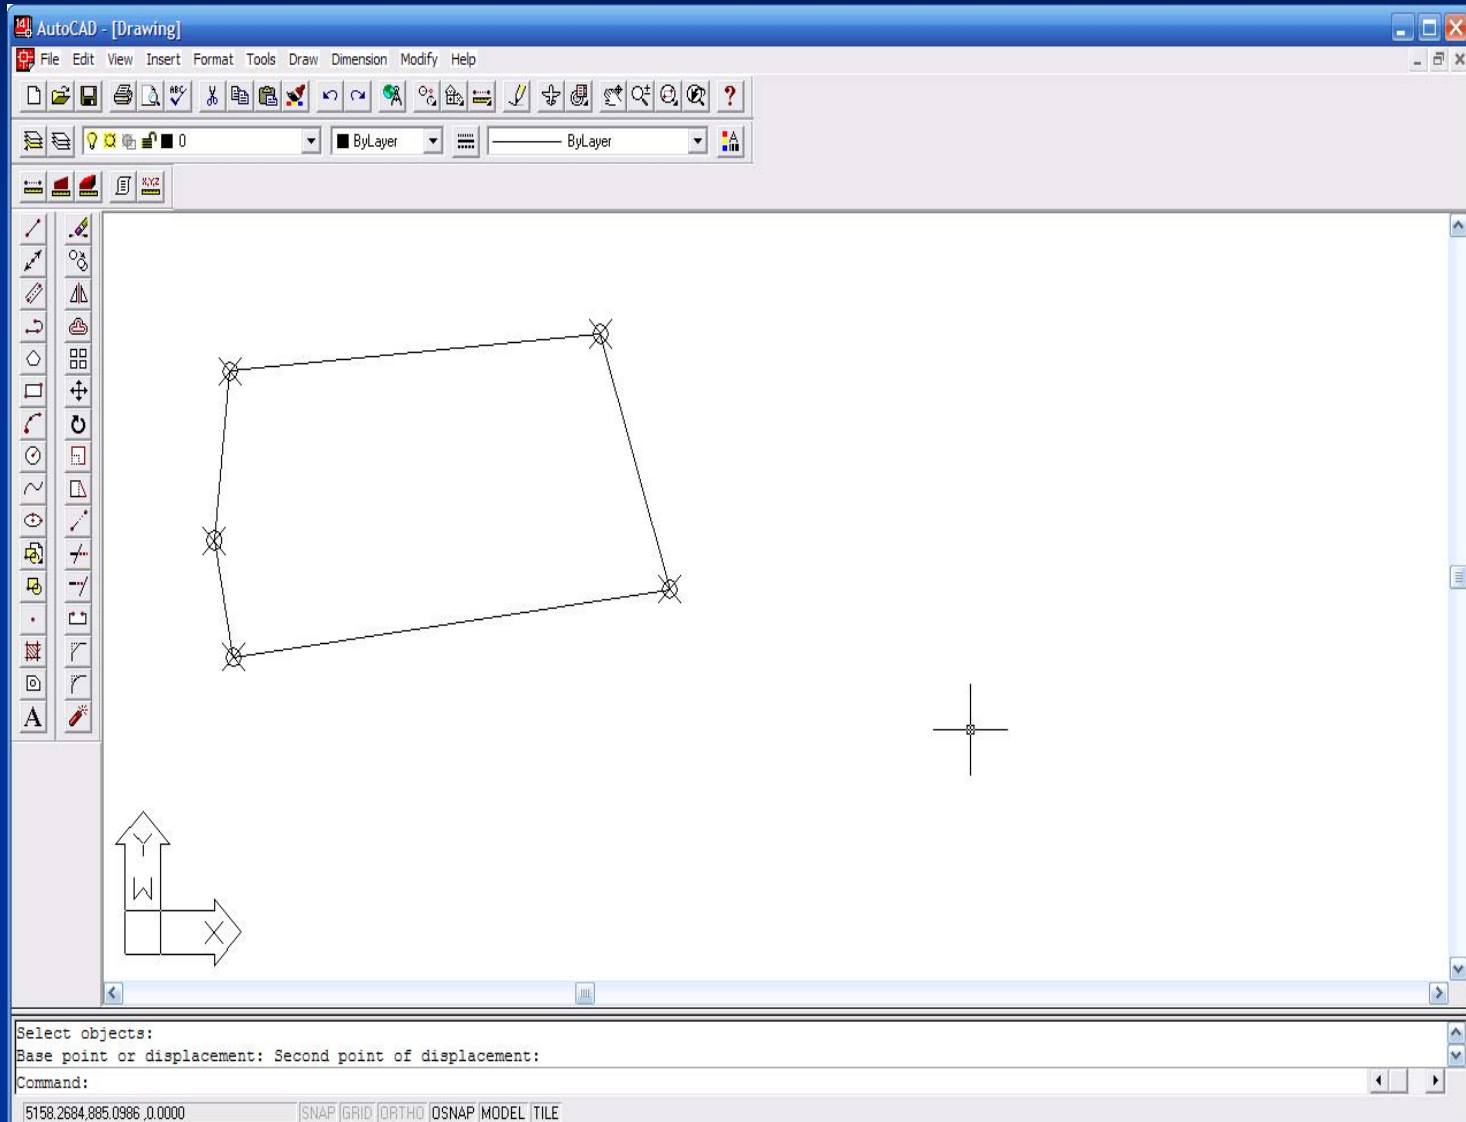 AutoCAD - [Drawing]
File Edit View Insert Format Tools Draw Dimension Modify Help
ABC ?
0 ByLayer ByLayer A
X,Y,Z
A
Y
W
X
Select objects:
Base point or displacement: Second point of displacement:
Command:
5158.2684,885.0986 ,0.0000 SNAP GRID ORTHO OSNAP MODEL TILE